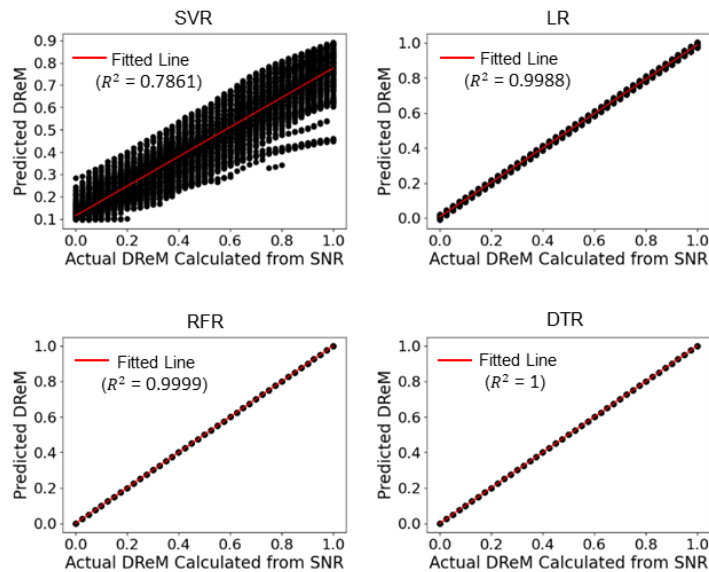 SVR
0.9
0.8
0.7
0.6
0.5
0.4
0.3
0.2
0.1
Predicted DReM
Fitted Line
(R² = 0.7861)
0.0 0.2 0.4 0.6 0.8 1.0
Actual DReM Calculated from SNR
LR
1.0
0.8
0.6
0.4
0.2
0.0
Predicted DReM
Fitted Line
(R² = 0.9988)
0.0 0.2 0.4 0.6 0.8 1.0
Actual DReM Calculated from SNR
RFR
1.0
0.8
0.6
0.4
0.2
0.0
Predicted DReM
Fitted Line
(R² = 0.9999)
0.0 0.2 0.4 0.6 0.8 1.0
Actual DReM Calculated from SNR
DTR
1.0
0.8
0.6
0.4
0.2
0.0
Predicted DReM
Fitted Line
(R² = 1)
0.0 0.2 0.4 0.6 0.8 1.0
Actual DReM Calculated from SNR